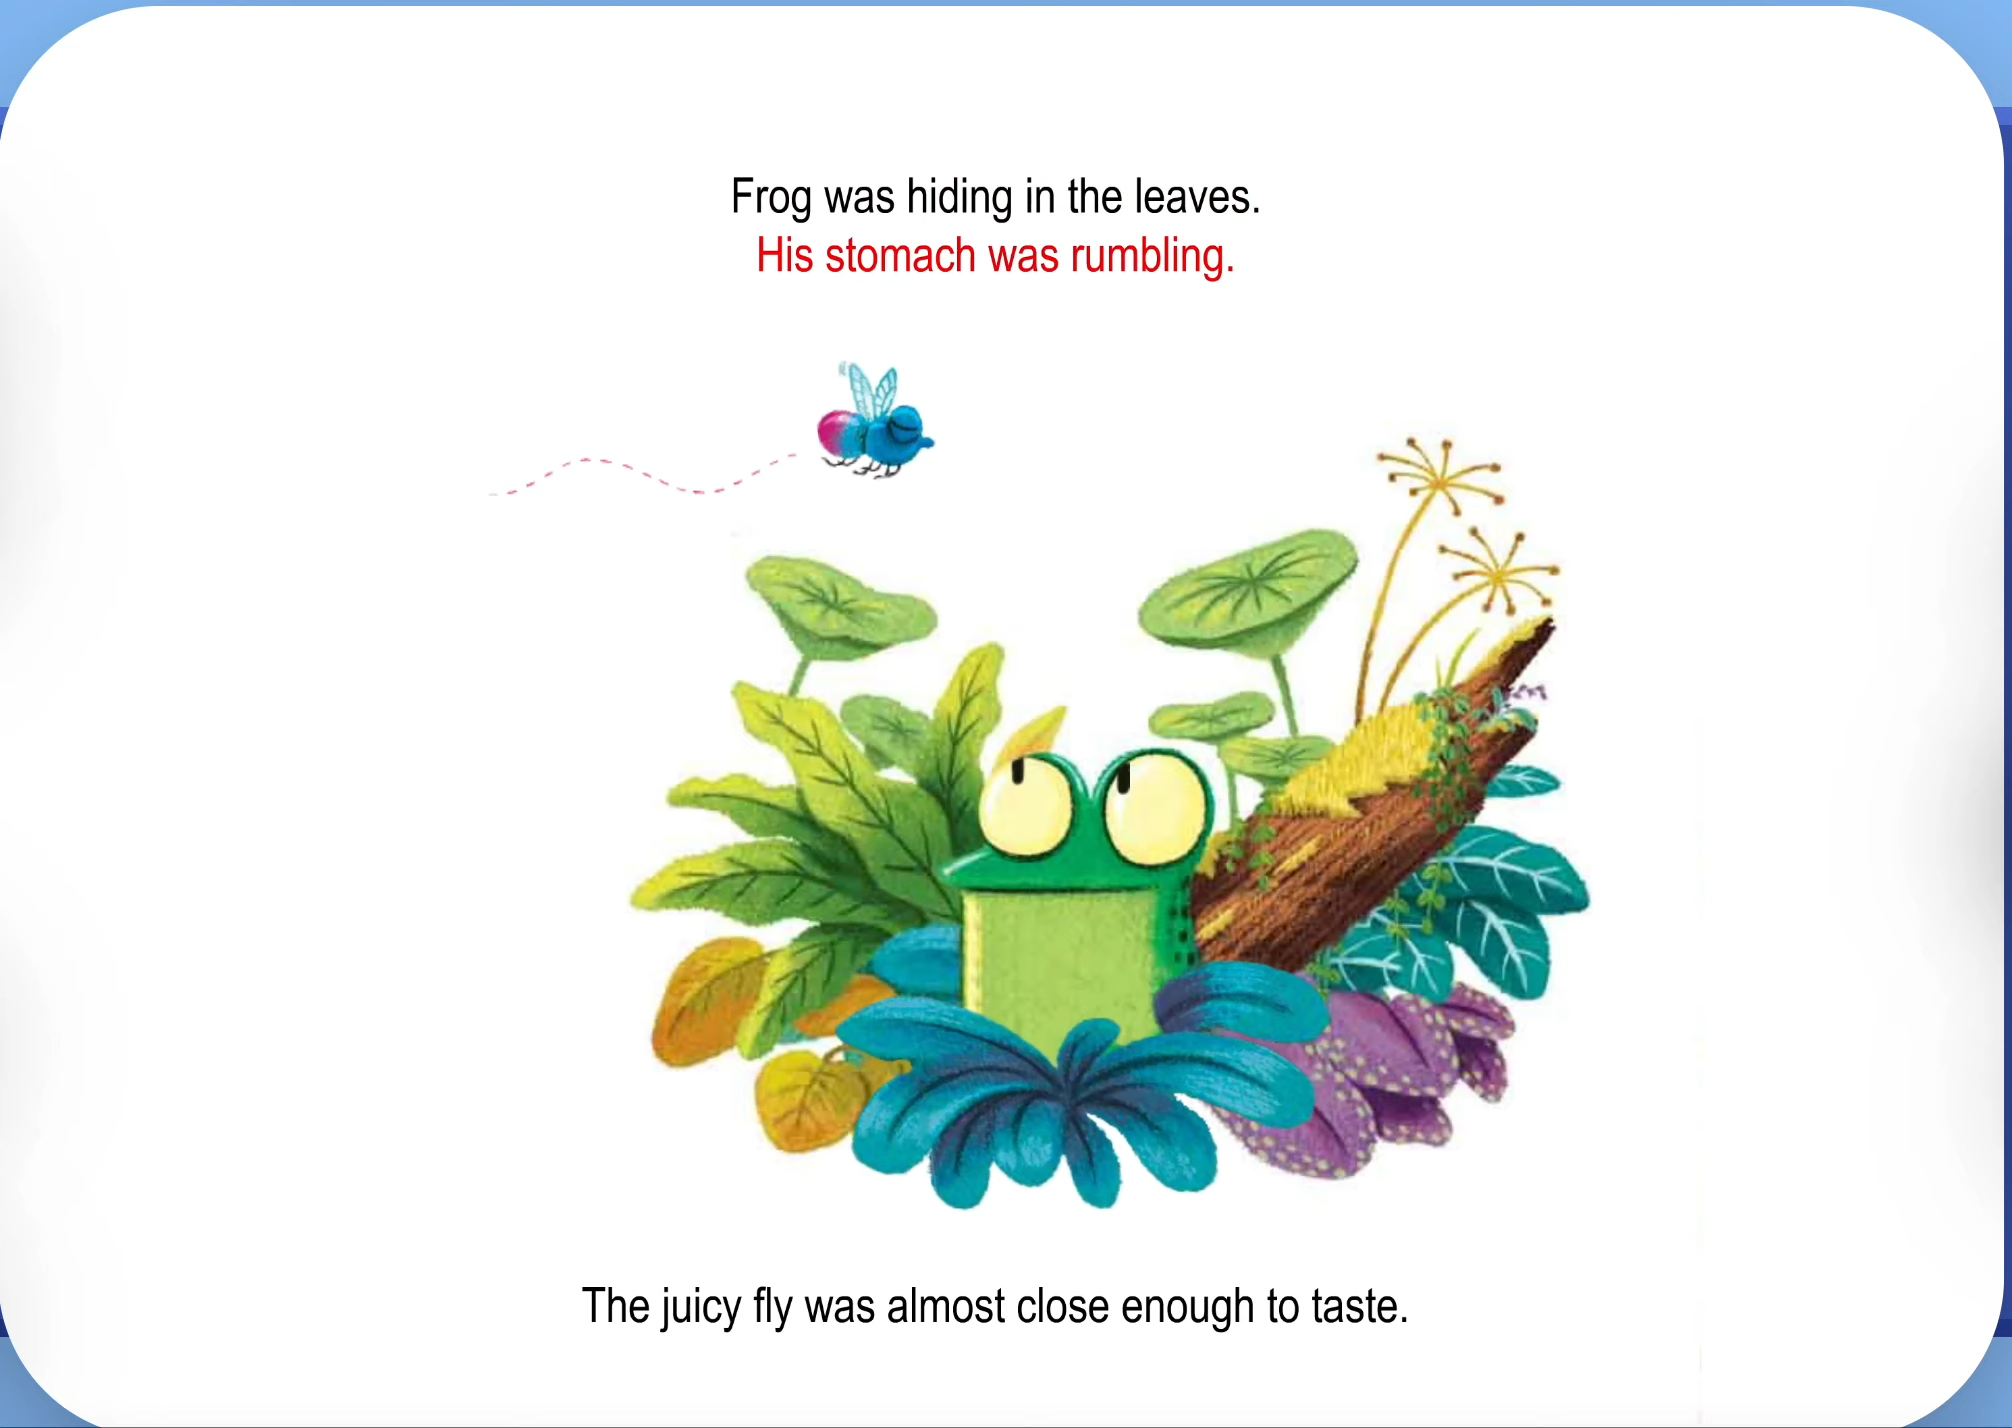 Frog was hiding in the leaves.
His stomach was rumbling.
The juicy fly was almost close enough to taste.